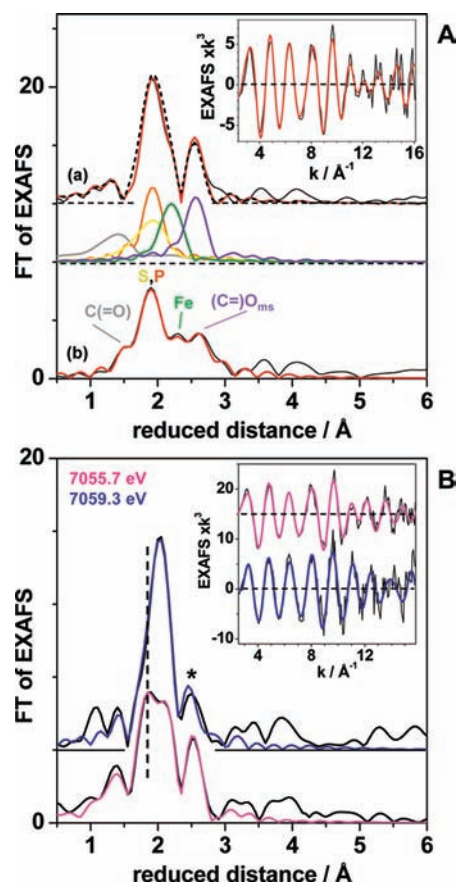 A
EXAFS xk³
5
0
-5
4 8 12 16
k / Å⁻¹
20
(a)
FT of EXAFS
S,P
C(=O)
Fe
(C=)Oms
(b)
0
1 2 3 4 5 6
reduced distance / Å
B
20
7055.7 eV
7059.3 eV
EXAFS xk³
20
10
0
-10
4 8 12
k / Å⁻¹
*
FT of EXAFS
0
1 2 3 4 5 6
reduced distance / Å